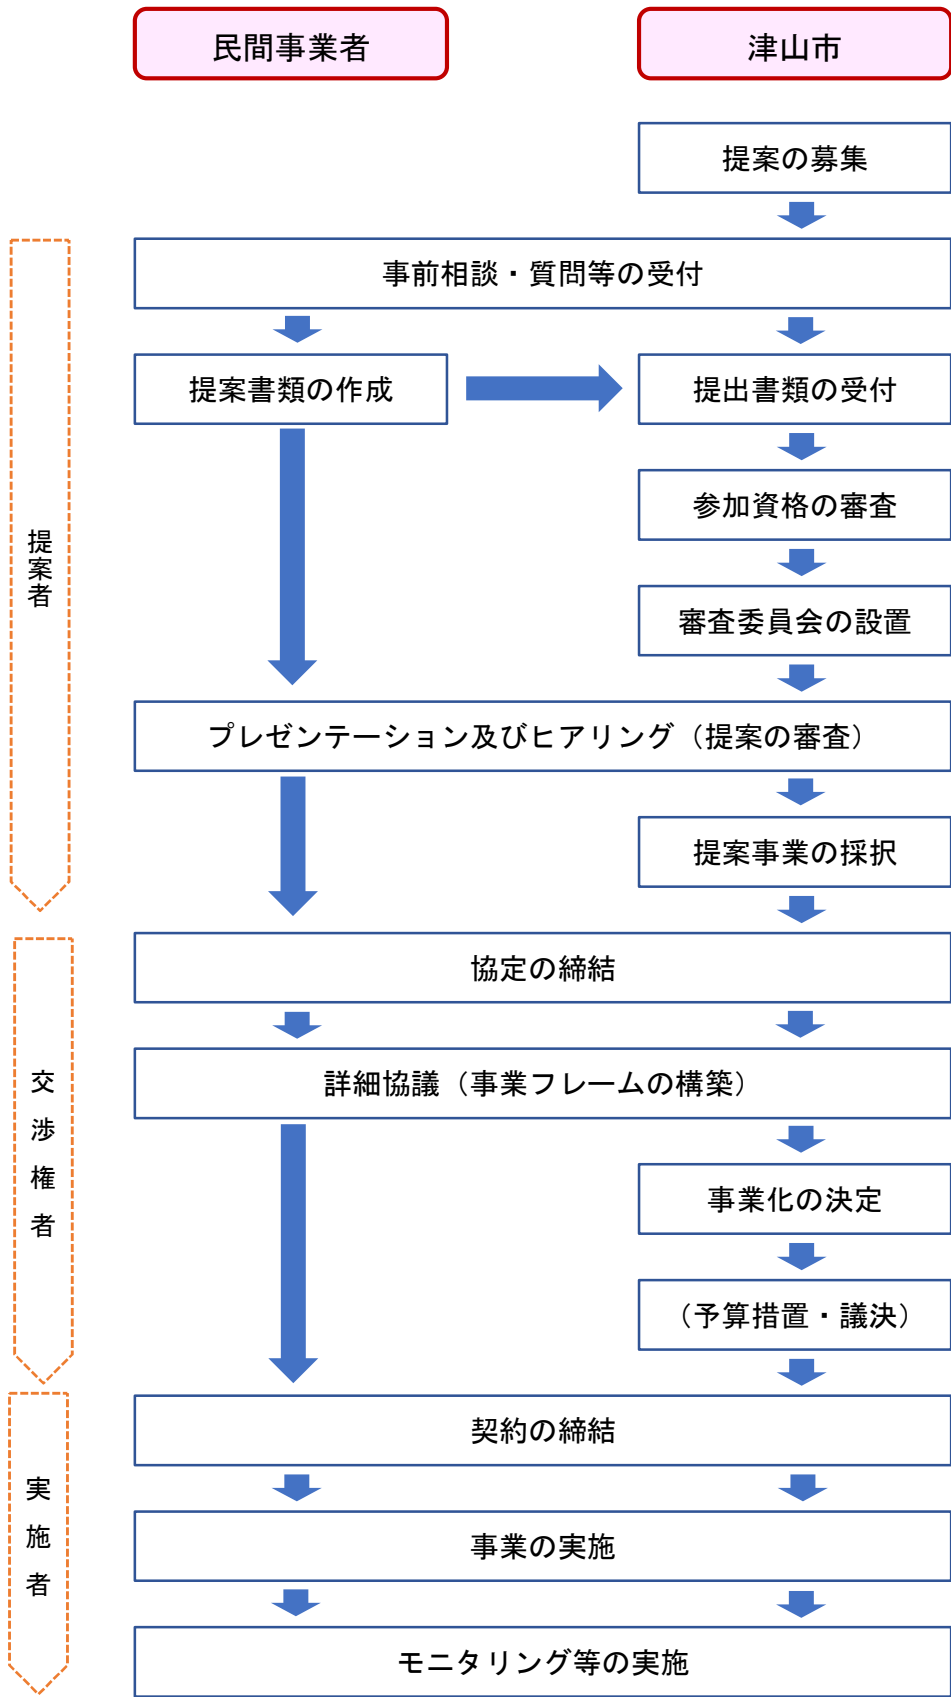 民間事業者
津山市
提案の募集
事前相談・質問等の受付
提案書類の作成
提出書類の受付
参加資格の審査
審査委員会の設置
プレゼンテーション及びヒアリング（提案の審査）
提案事業の採択
提案者
協定の締結
詳細協議（事業フレームの構築）
事業化の決定
（予算措置・議決）
交渉権者
契約の締結
事業の実施
モニタリング等の実施
実施者